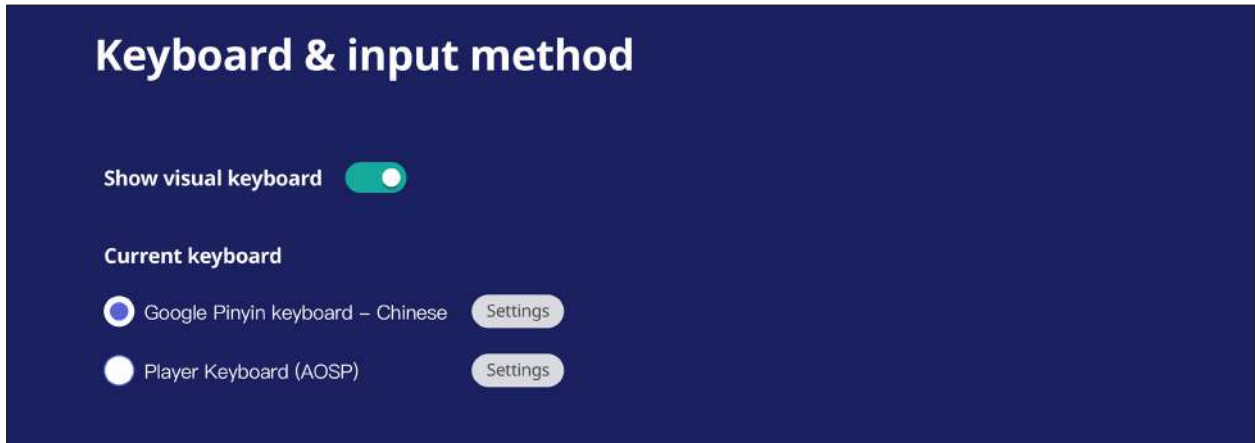 Keyboard & input method
Show visual keyboard
Current keyboard
Google Pinyin keyboard – Chinese Settings
Player Keyboard (AOSP) Settings